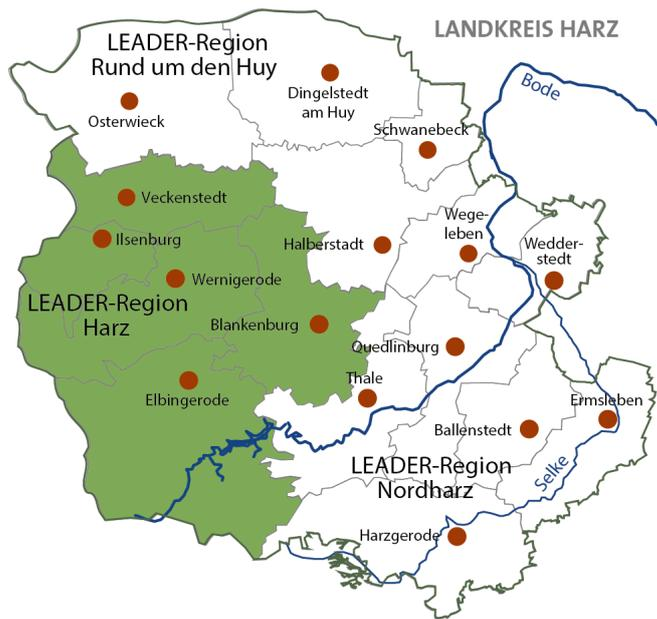 LANDKREIS HARZ
LEADER-Region
Rund um den Huy
Bode
Dingelstedt
am Huy
Osterwieck
Schwanebeck
Veckenstedt
Wege-
leben
Ilsenburg
Halberstadt
Wedder-
stedt
Wernigerode
LEADER-Region
Harz
Blankenburg
Quedlinburg
Thale
Elbingerode
Ermsleben
Ballenstedt
LEADER-Region
Nordharz
Selke
Harzgerode